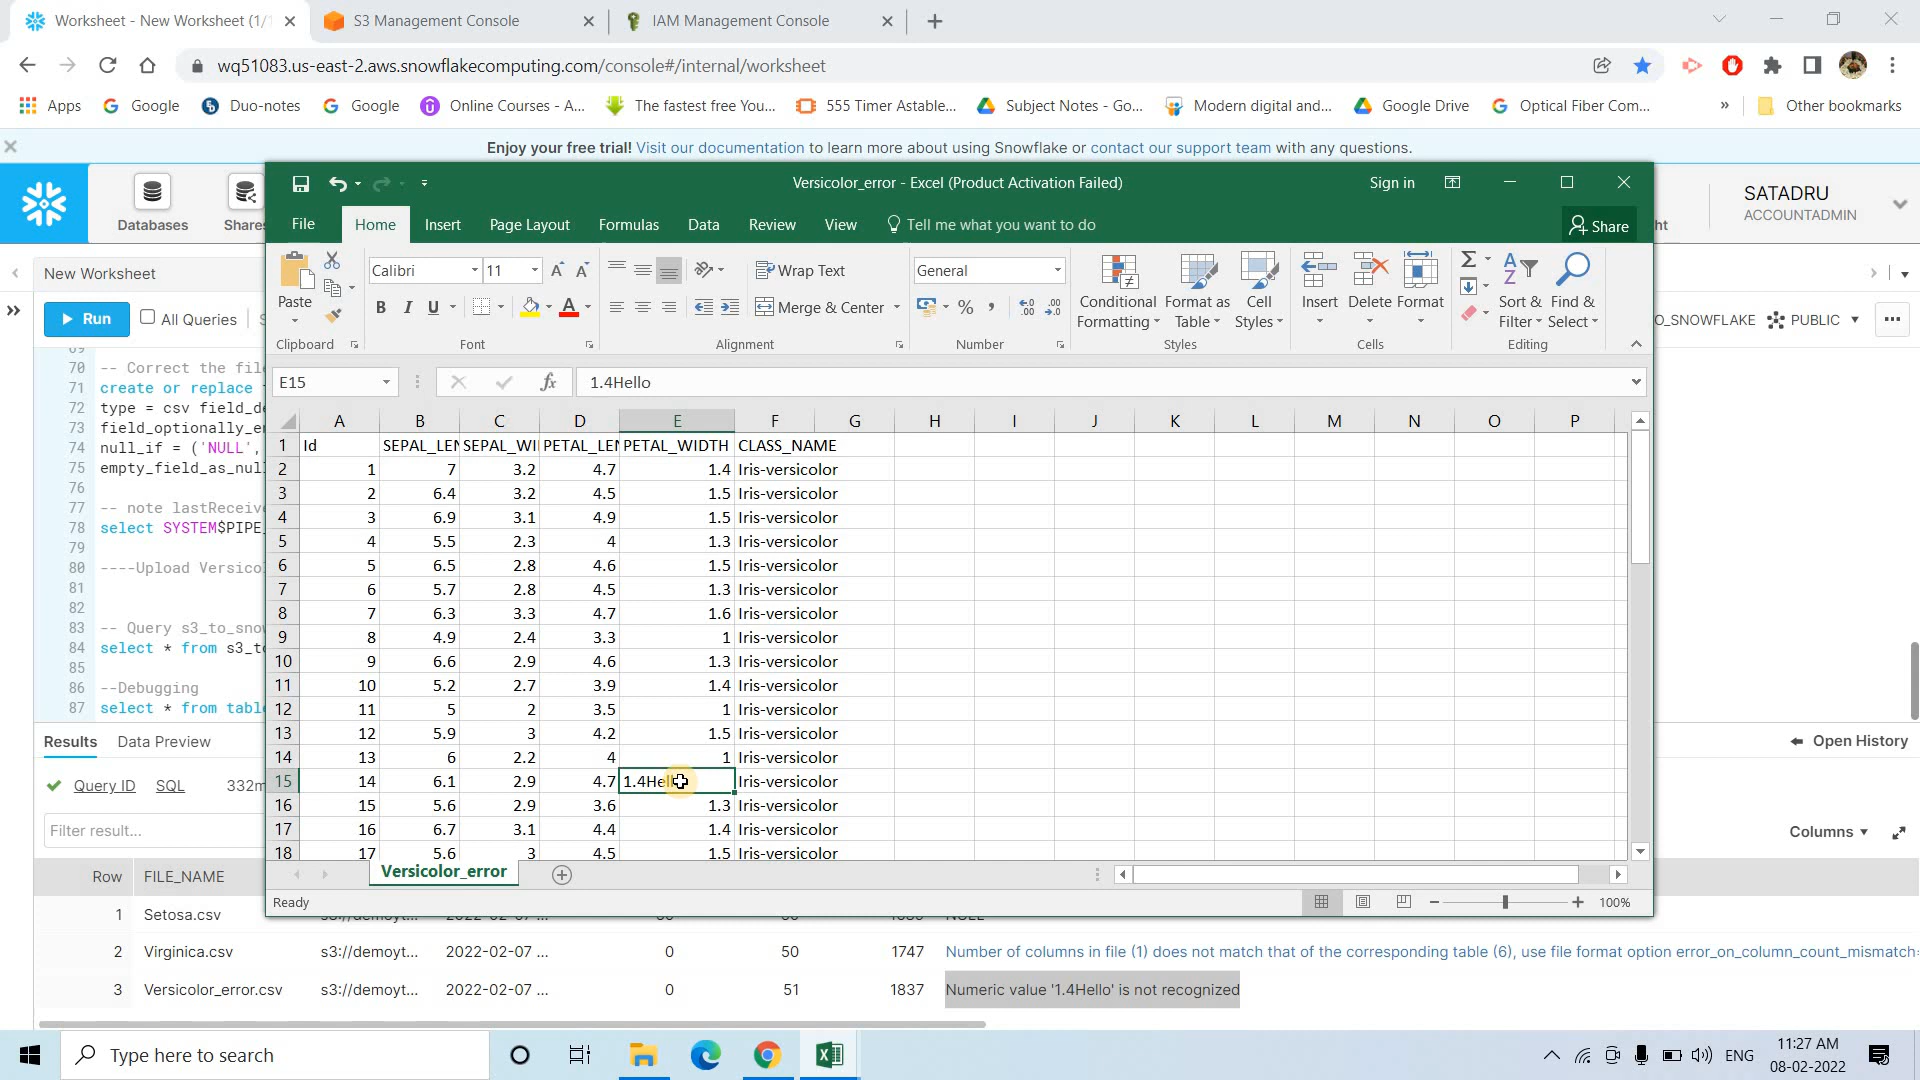 Worksheet - New Worksheet (1/1
S3 Management Console
IAM Management Console
wq51083.us-east-2.aws.snowflakecomputing.com/console#/internal/worksheet
Apps
Google
Duo-notes
Google
Online Courses - A...
The fastest free You...
555 Timer Astable...
Subject Notes - Go...
Modern digital and...
Google Drive
Optical Fiber Com...
»
Other bookmarks
Enjoy your free trial! Visit our documentation to learn more about using Snowflake or contact our support team with any questions.
Databases
Shares
SATADRU
ACCOUNTADMIN
Versicolor_error - Excel (Product Activation Failed)
Sign in
File
Home
Insert
Page Layout
Formulas
Data
Review
View
Tell me what you want to do
Share
Paste
Calibri
11
Wrap Text
Merge & Center
General
Conditional Formatting
Format as Table
Cell Styles
Insert
Delete
Format
Sort & Filter
Find & Select
Clipboard
Font
Alignment
Number
Styles
Cells
Editing
E15
fx
1.4Hello
A B C D E F G H I J K L M N O P
1 Id SEPAL_LEN SEPAL_WI PETAL_LEN PETAL_WIDTH CLASS_NAME
2 1 7 3.2 4.7 1.4 Iris-versicolor
3 2 6.4 3.2 4.5 1.5 Iris-versicolor
4 3 6.9 3.1 4.9 1.5 Iris-versicolor
5 4 5.5 2.3 4 1.3 Iris-versicolor
6 5 6.5 2.8 4.6 1.5 Iris-versicolor
7 6 5.7 2.8 4.5 1.3 Iris-versicolor
8 7 6.3 3.3 4.7 1.6 Iris-versicolor
9 8 4.9 2.4 3.3 1 Iris-versicolor
10 9 6.6 2.9 4.6 1.3 Iris-versicolor
11 10 5.2 2.7 3.9 1.4 Iris-versicolor
12 11 5 2 3.5 1 Iris-versicolor
13 12 5.9 3 4.2 1.5 Iris-versicolor
14 13 6 2.2 4 1 Iris-versicolor
15 14 6.1 2.9 4.7 1.4Hello Iris-versicolor
16 15 5.6 2.9 3.6 1.3 Iris-versicolor
17 16 6.7 3.1 4.4 1.4 Iris-versicolor
18 17 5.6 3 4.5 1.5 Iris-versicolor
Versicolor_error
Ready
100%
New Worksheet
Run
All Queries
O_SNOWFLAKE
PUBLIC
69
70 -- Correct the fil
71 create or replace
72 type = csv field_de
73 field_optionally_e
74 null_if = ('NULL',
75 empty_field_as_nul
76
77 -- note lastReceiv
78 select SYSTEM$PIPE_
79
80 ----Upload Versico
81
82
83 -- Query s3_to_sno
84 select * from s3_t
85
86 --Debugging
87 select * from tabl
Results
Data Preview
Open History
Query ID
SQL
332m
Filter result...
Columns
Row FILE_NAME
1 Setosa.csv
2 Virginica.csv s3://demoyt... 2022-02-07 ... 0 50 1747 Number of columns in file (1) does not match that of the corresponding table (6), use file format option error_on_column_count_mismatch
3 Versicolor_error.csv s3://demoyt... 2022-02-07 ... 0 51 1837 Numeric value '1.4Hello' is not recognized
Type here to search
ENG
11:27 AM
08-02-2022